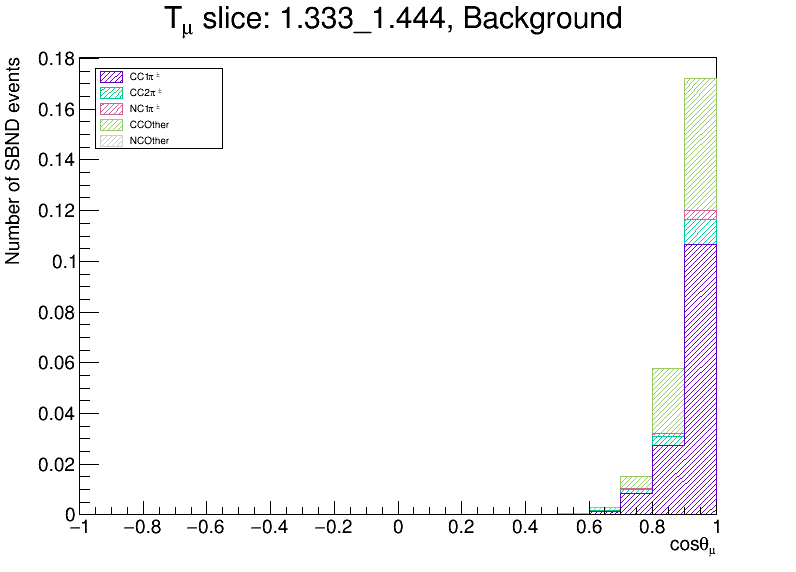 Tμ slice: 1.333_1.444, Background
Number of SBND events
0.18
0.16
0.14
0.12
0.1
0.08
0.06
0.04
0.02
0
CC1π ±
CC2π ±
NC1π ±
CCOther
NCOther
−1 −0.8 −0.6 −0.4 −0.2 0 0.2 0.4 0.6 0.8 1
cosθμ